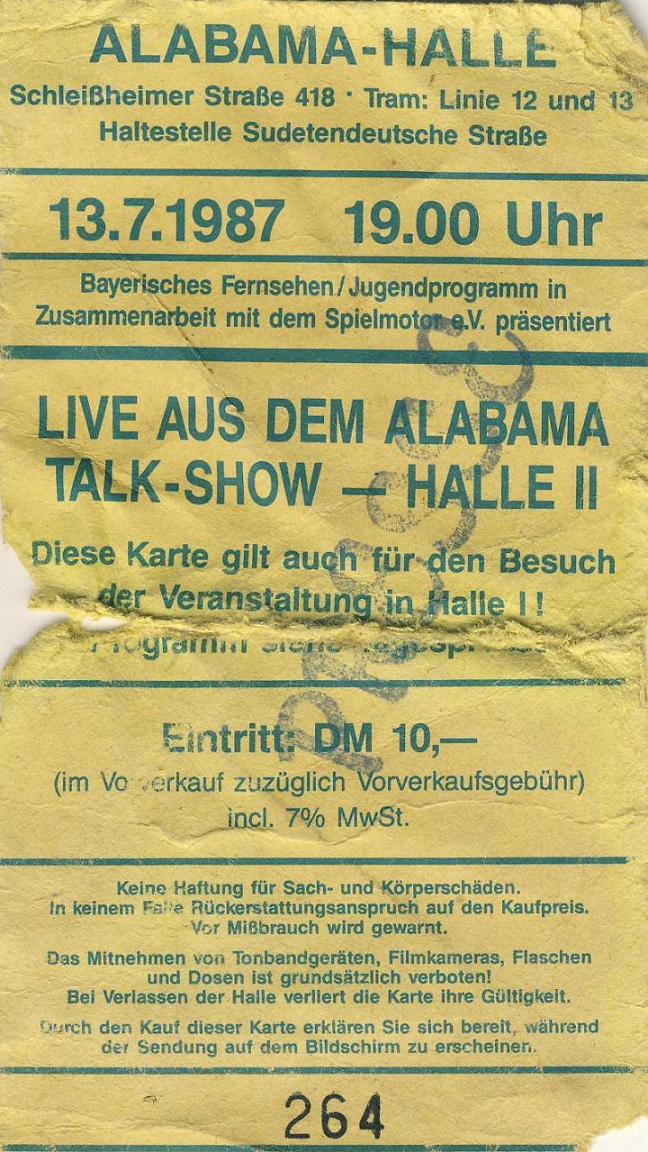 ALABAMA-HALLE
Schleißheimer Straße 418 · Tram: Linie 12 und 13
Haltestelle Sudetendeutsche Straße
13.7.1987 19.00 Uhr
Bayerisches Fernsehen/Jugendprogramm in
Zusammenarbeit mit dem Spielmotor e.V. präsentiert
LIVE AUS DEM ALABAMA
TALK-SHOW — HALLE II
Diese Karte gilt auch für den Besuch
der Veranstaltung in Halle I!
Programm siehe
Eintritt: DM 10,—
(im Vorverkauf zuzüglich Vorverkaufsgebühr)
incl. 7% MwSt.
Keine Haftung für Sach- und Körperschäden.
In keinem Falle Rückerstattungsanspruch auf den Kaufpreis.
Vor Mißbrauch wird gewarnt.
Das Mitnehmen von Tonbandgeräten, Filmkameras, Flaschen
und Dosen ist grundsätzlich verboten!
Bei Verlassen der Halle verliert die Karte ihre Gültigkeit.
Durch den Kauf dieser Karte erklären Sie sich bereit, während
der Sendung auf dem Bildschirm zu erscheinen.
264